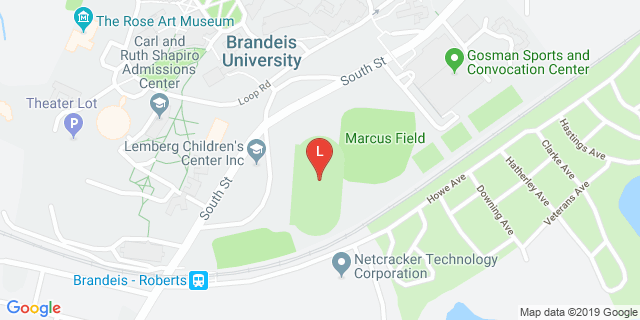 The Rose Art Museum
Carl and
Ruth Shapiro
Admissions
Center
Brandeis
University
South St
Gosman Sports and
Convocation Center
Loop Rd
Theater Lot
P
Lemberg Children's
Center Inc
L
Marcus Field
Hastings Ave
Clarke Ave
Hatherley Ave
Veterans Ave
Downing Ave
Howe Ave
South St
Netcracker Technology
Corporation
Brandeis - Roberts
Google
Map data ©2019 Google